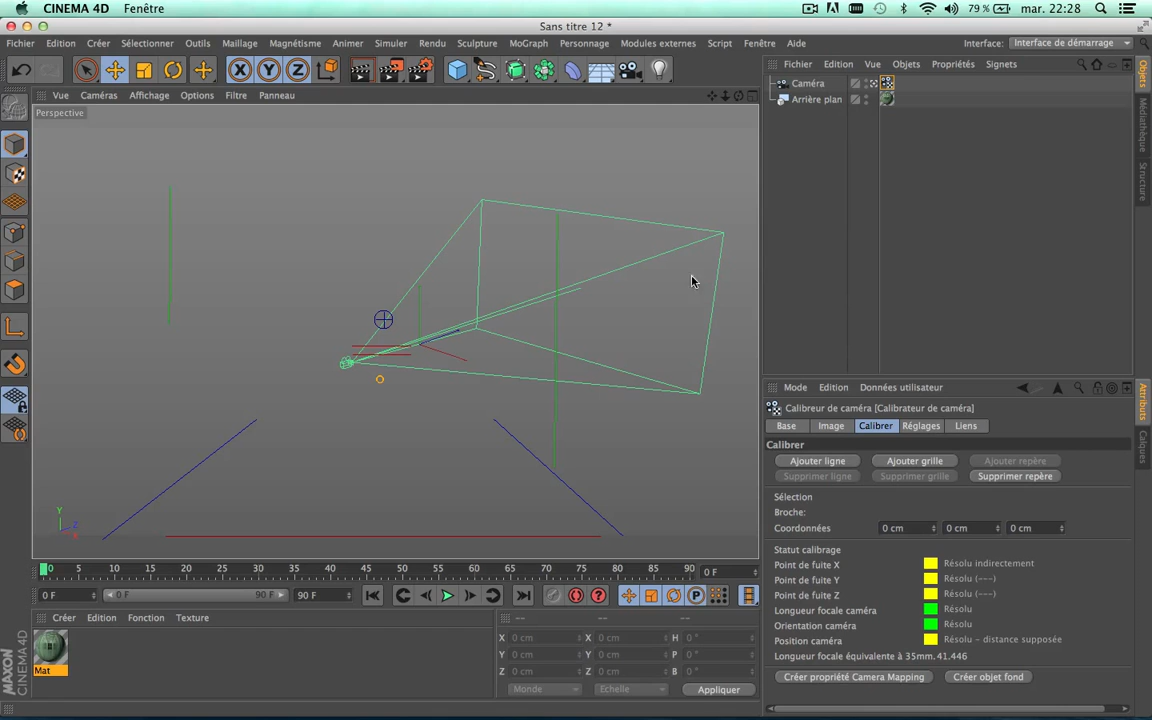 CINEMA 4D Fenêtre 79 % mar. 22:28
Sans titre 12 *
Fichier Edition Créer Sélectionner Outils Maillage Magnétisme Animer Simuler Rendu Sculpture MoGraph Personnage Modules externes Script Fenêtre Aide Interface: Interface de démarrage
Fichier Edition Vue Objets Propriétés Signets
Vue Caméras Affichage Options Filtre Panneau
Perspective
Caméra
Arrière plan
Objets
Médiathèque
Structure
Mode Edition Données utilisateur
Attributs
Calques
Calibreur de caméra [Calibrateur de caméra]
Base Image Calibrer Réglages Liens
Calibrer
Ajouter ligne Ajouter grille Ajouter repère
Supprimer ligne Supprimer grille Supprimer repère
Sélection
Broche:
Coordonnées 0 cm 0 cm 0 cm
Statut calibrage
Point de fuite X Résolu indirectement
Point de fuite Y Résolu (---)
Point de fuite Z Résolu (---)
Longueur focale caméra Résolu
Orientation caméra Résolu
Position caméra Résolu - distance supposée
Longueur focale équivalente à 35mm. 41,446
Créer propriété Camera Mapping Créer objet fond
Y Z X
0 5 10 15 20 25 30 35 40 45 50 55 60 65 70 75 80 85 90 0 F
0 F 0 F 90 F 90 F
Créer Edition Fonction Texture
Mat
-- -- --
X 0 cm X 0 cm H 0 °
Y 0 cm Y 0 cm P 0 °
Z 0 cm Z 0 cm B 0 °
Monde Echelle Appliquer
MAXON CINEMA 4D